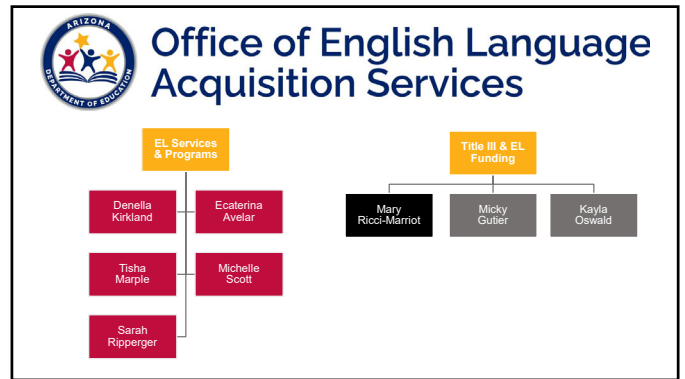 ARIZONA
DEPARTMENT OF EDUCATION
Office of English Language
Acquisition Services
EL Services
& Programs
Denella
Kirkland
Ecaterina
Avelar
Tisha
Marple
Michelle
Scott
Sarah
Ripperger
Title III & EL
Funding
Mary
Ricci-Marriot
Micky
Gutier
Kayla
Oswald